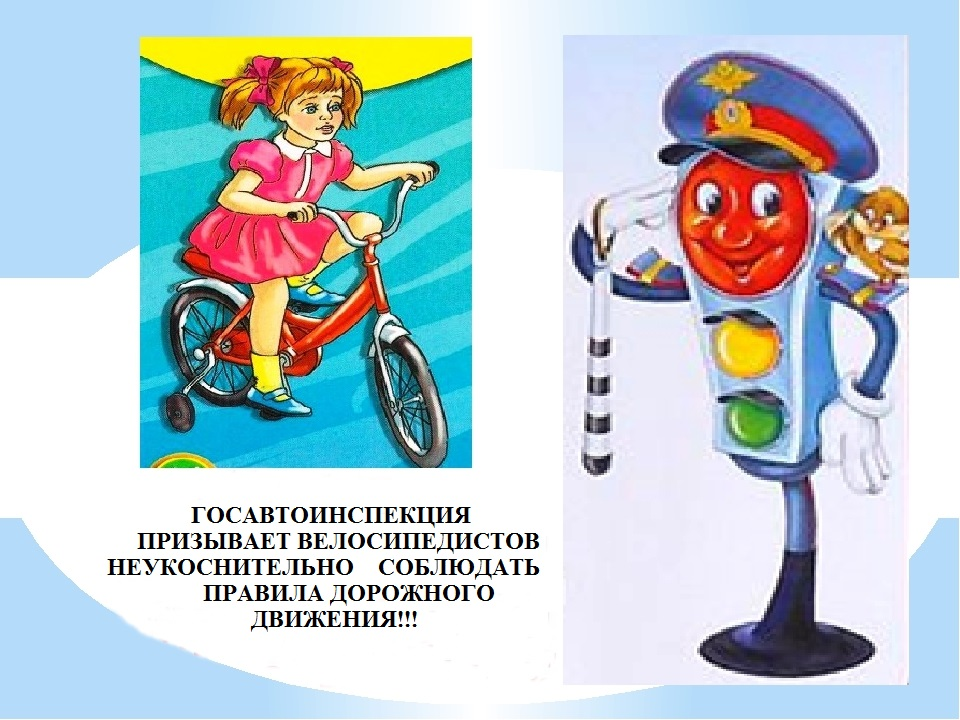 ГОСАВТОИНСПЕКЦИЯ
ПРИЗЫВАЕТ ВЕЛОСИПЕДИСТОВ
НЕУКОСНИТЕЛЬНО СОБЛЮДАТЬ
ПРАВИЛА ДОРОЖНОГО
ДВИЖЕНИЯ!!!